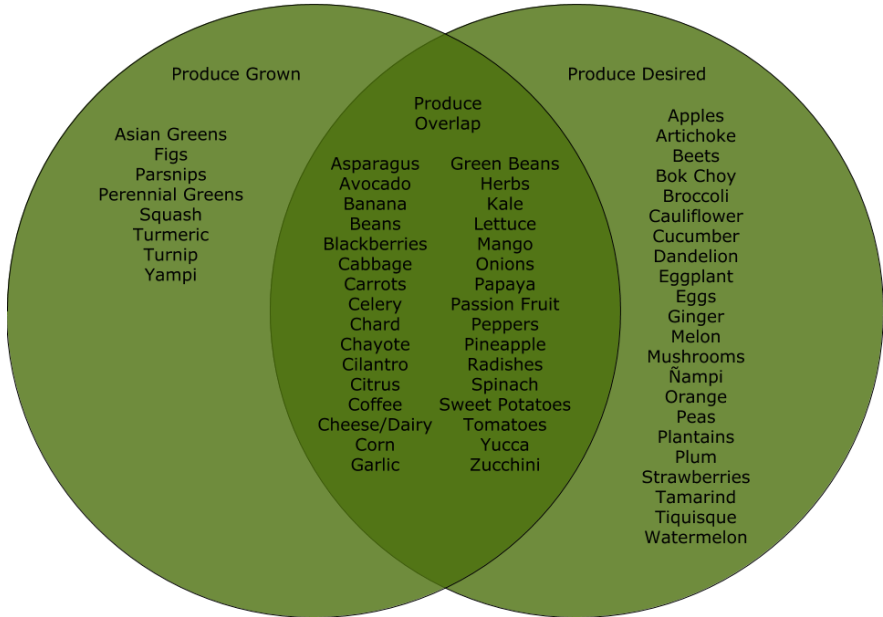 Produce Grown
Asian Greens
Figs
Parsnips
Perennial Greens
Squash
Turmeric
Turnip
Yampi
Produce
Overlap
Asparagus
Avocado
Banana
Beans
Blackberries
Cabbage
Carrots
Celery
Chard
Chayote
Cilantro
Citrus
Coffee
Cheese/Dairy
Corn
Garlic
Green Beans
Herbs
Kale
Lettuce
Mango
Onions
Papaya
Passion Fruit
Peppers
Pineapple
Radishes
Spinach
Sweet Potatoes
Tomatoes
Yucca
Zucchini
Produce Desired
Apples
Artichoke
Beets
Bok Choy
Broccoli
Cauliflower
Cucumber
Dandelion
Eggplant
Eggs
Ginger
Melon
Mushrooms
Ñampi
Orange
Peas
Plantains
Plum
Strawberries
Tamarind
Tiquisque
Watermelon